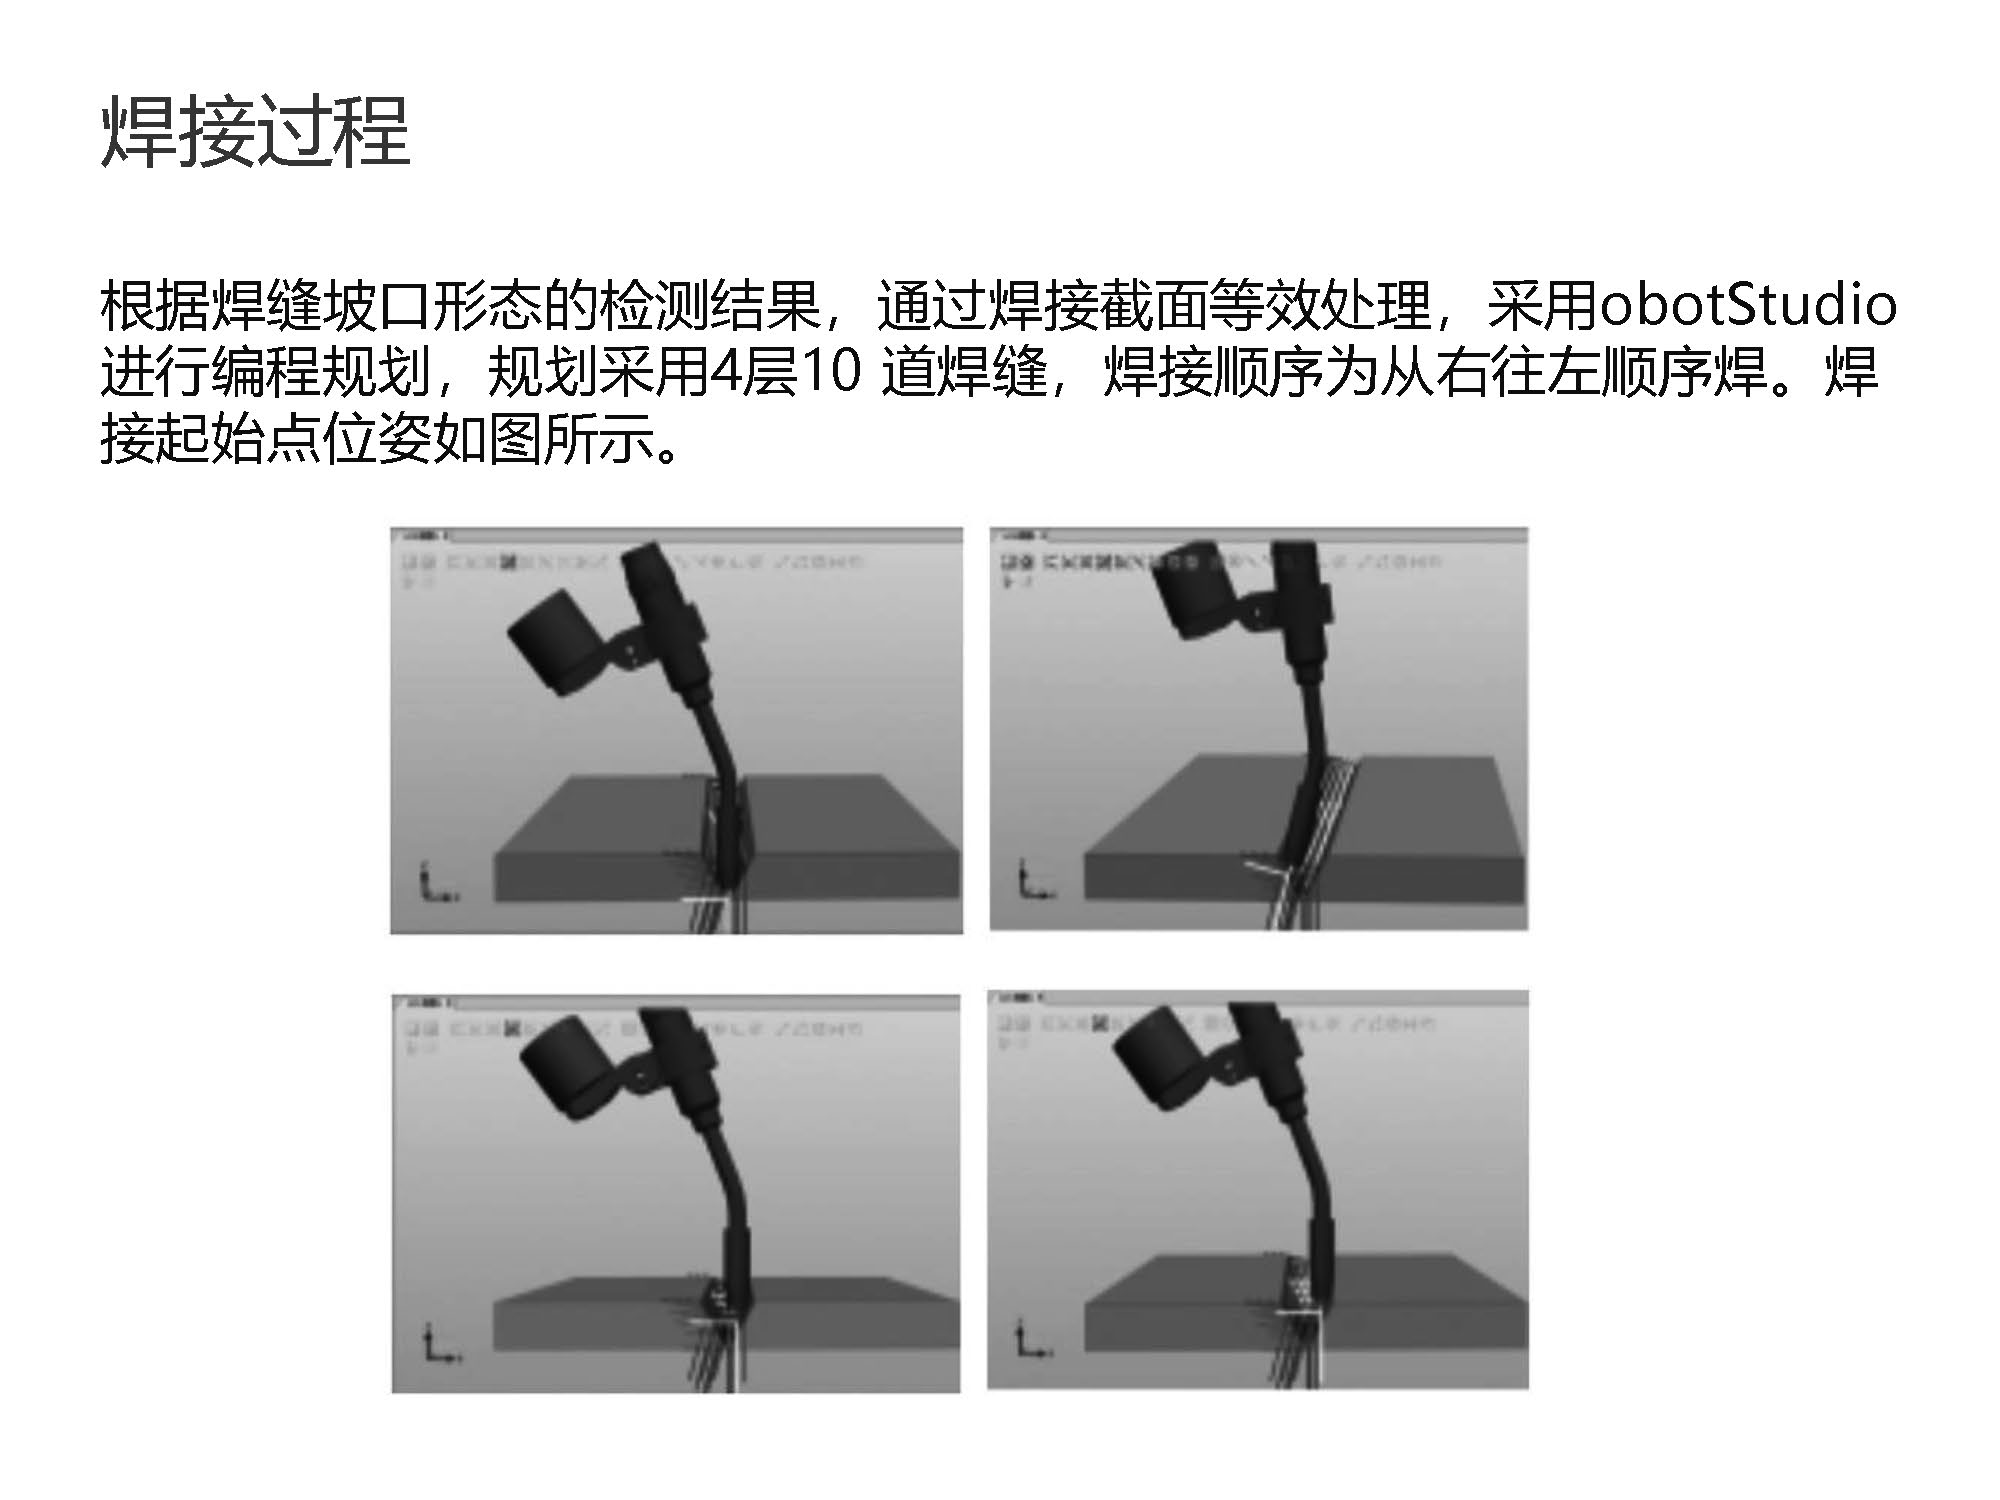 焊接过程
根据焊缝坡口形态的检测结果，通过焊接截面等效处理，采用obotStudio
进行编程规划，规划采用4层10 道焊缝，焊接顺序为从右往左顺序焊。焊
接起始点位姿如图所示。